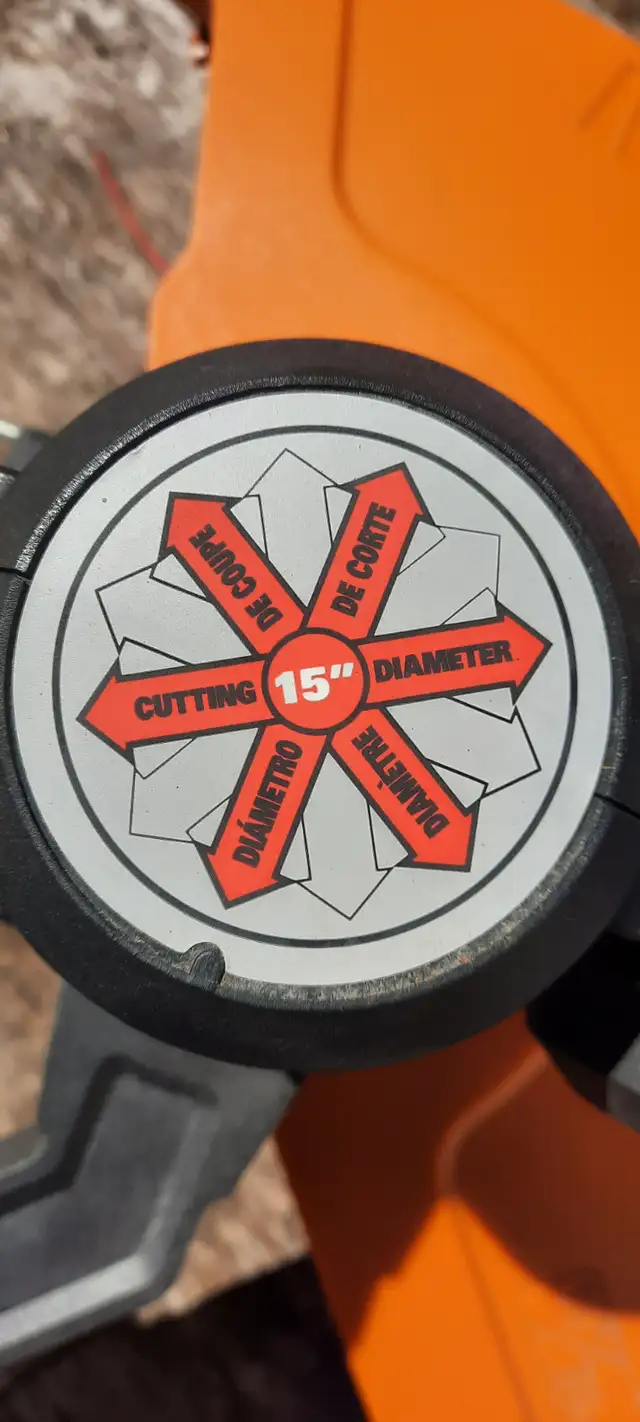 CUTTING 15" DIAMETER
DIÁMETRO DE CORTE
DIAMÈTRE DE COUPE